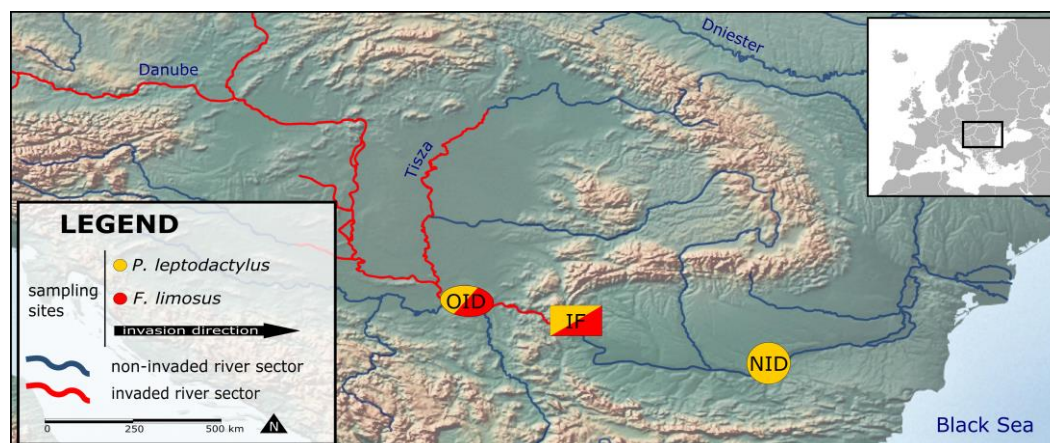 Dniester
Danube
Tisza
LEGEND
P. leptodactylus
sampling
sites
F. limosus
invasion direction
non-invaded river sector
invaded river sector
0 250 500 km
N
OID
IF
NID
Black Sea